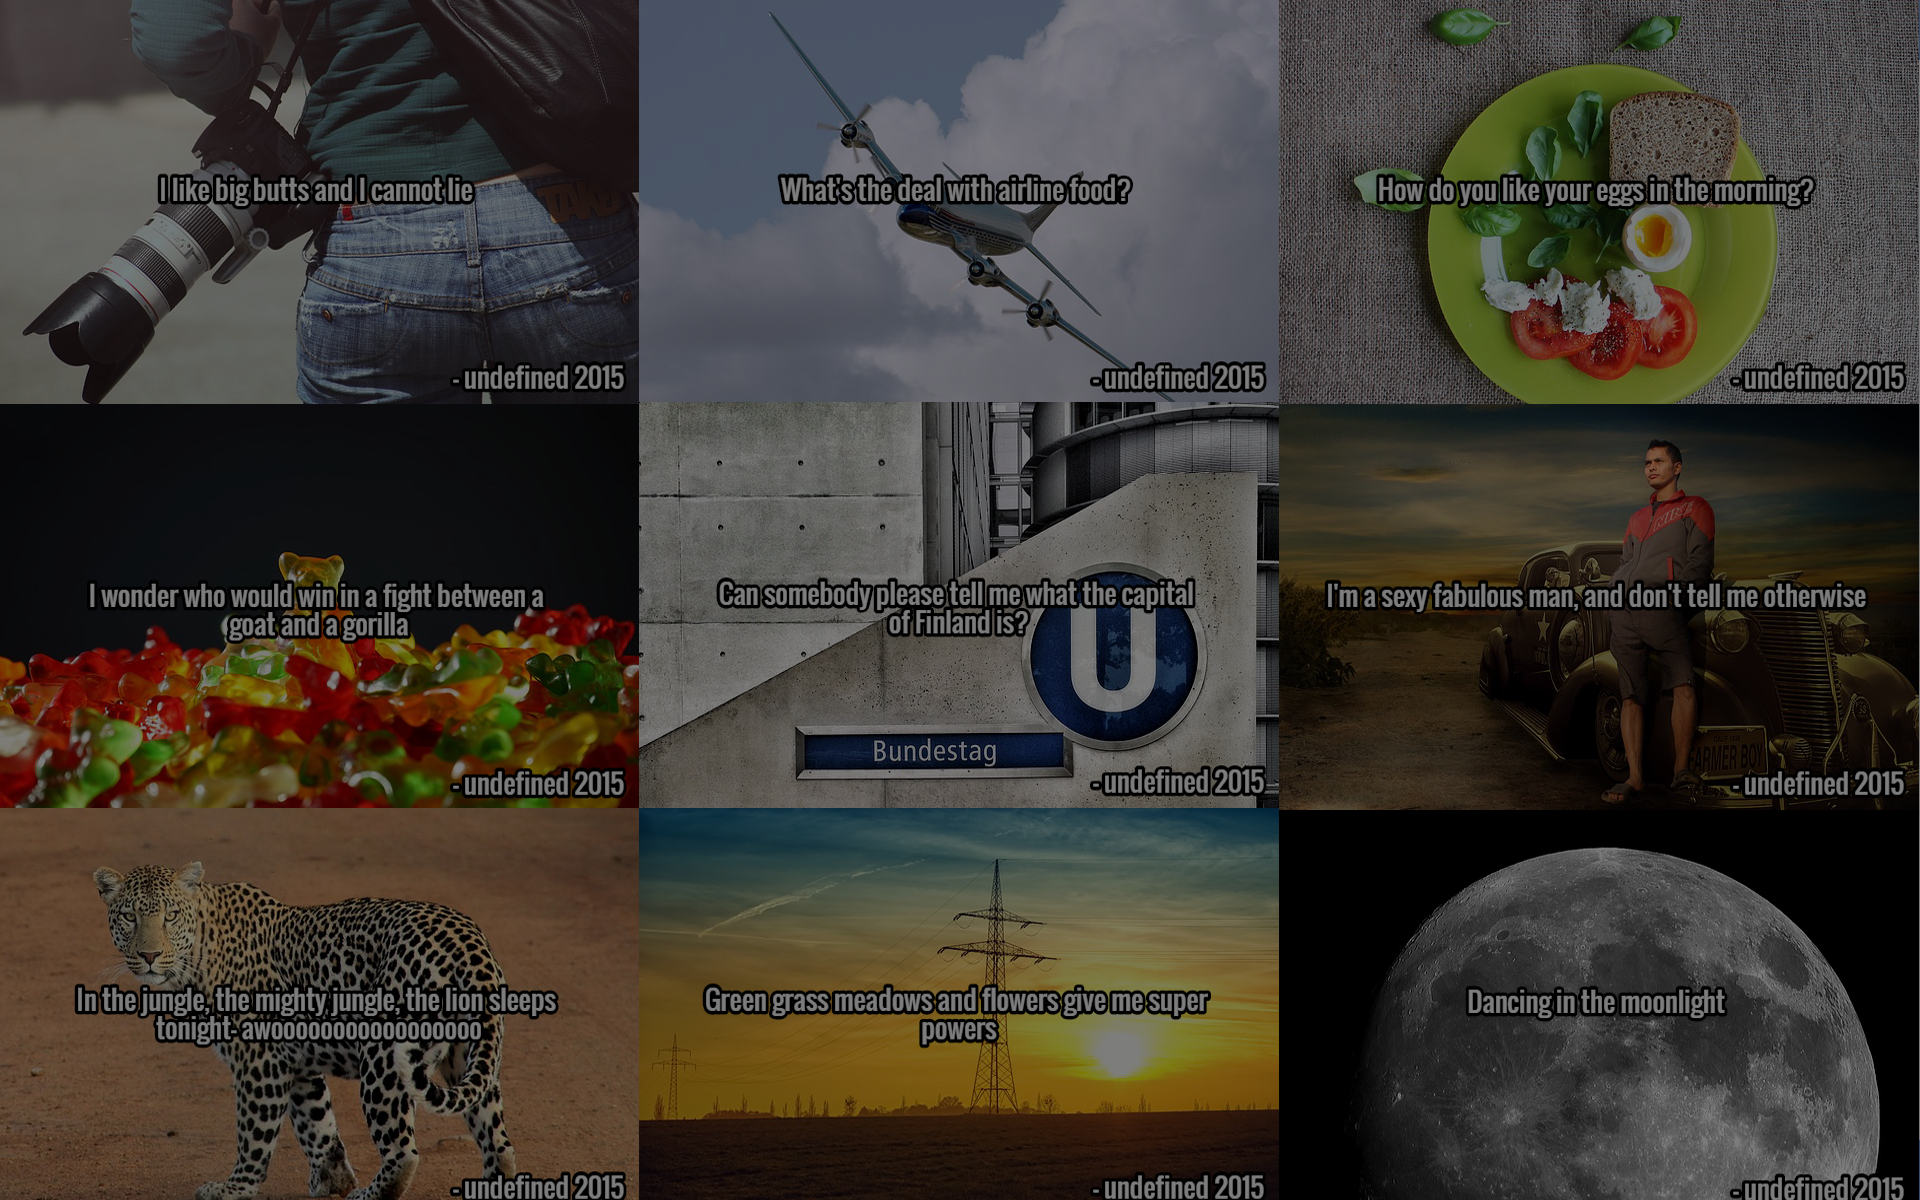 I like big butts and I cannot lie
- undefined 2015
What's the deal with airline food?
- undefined 2015
How do you like your eggs in the morning?
- undefined 2015
I wonder who would win in a fight between a
goat and a gorilla
- undefined 2015
Can somebody please tell me what the capital
of Finland is?
U
Bundestag
- undefined 2015
I'm a sexy fabulous man, and don't tell me otherwise
NIKE
FARMER BOY
- undefined 2015
In the jungle, the mighty jungle, the lion sleeps
tonight- awooooooooooooooooo
- undefined 2015
Green grass meadows and flowers give me super
powers
- undefined 2015
Dancing in the moonlight
- undefined 2015